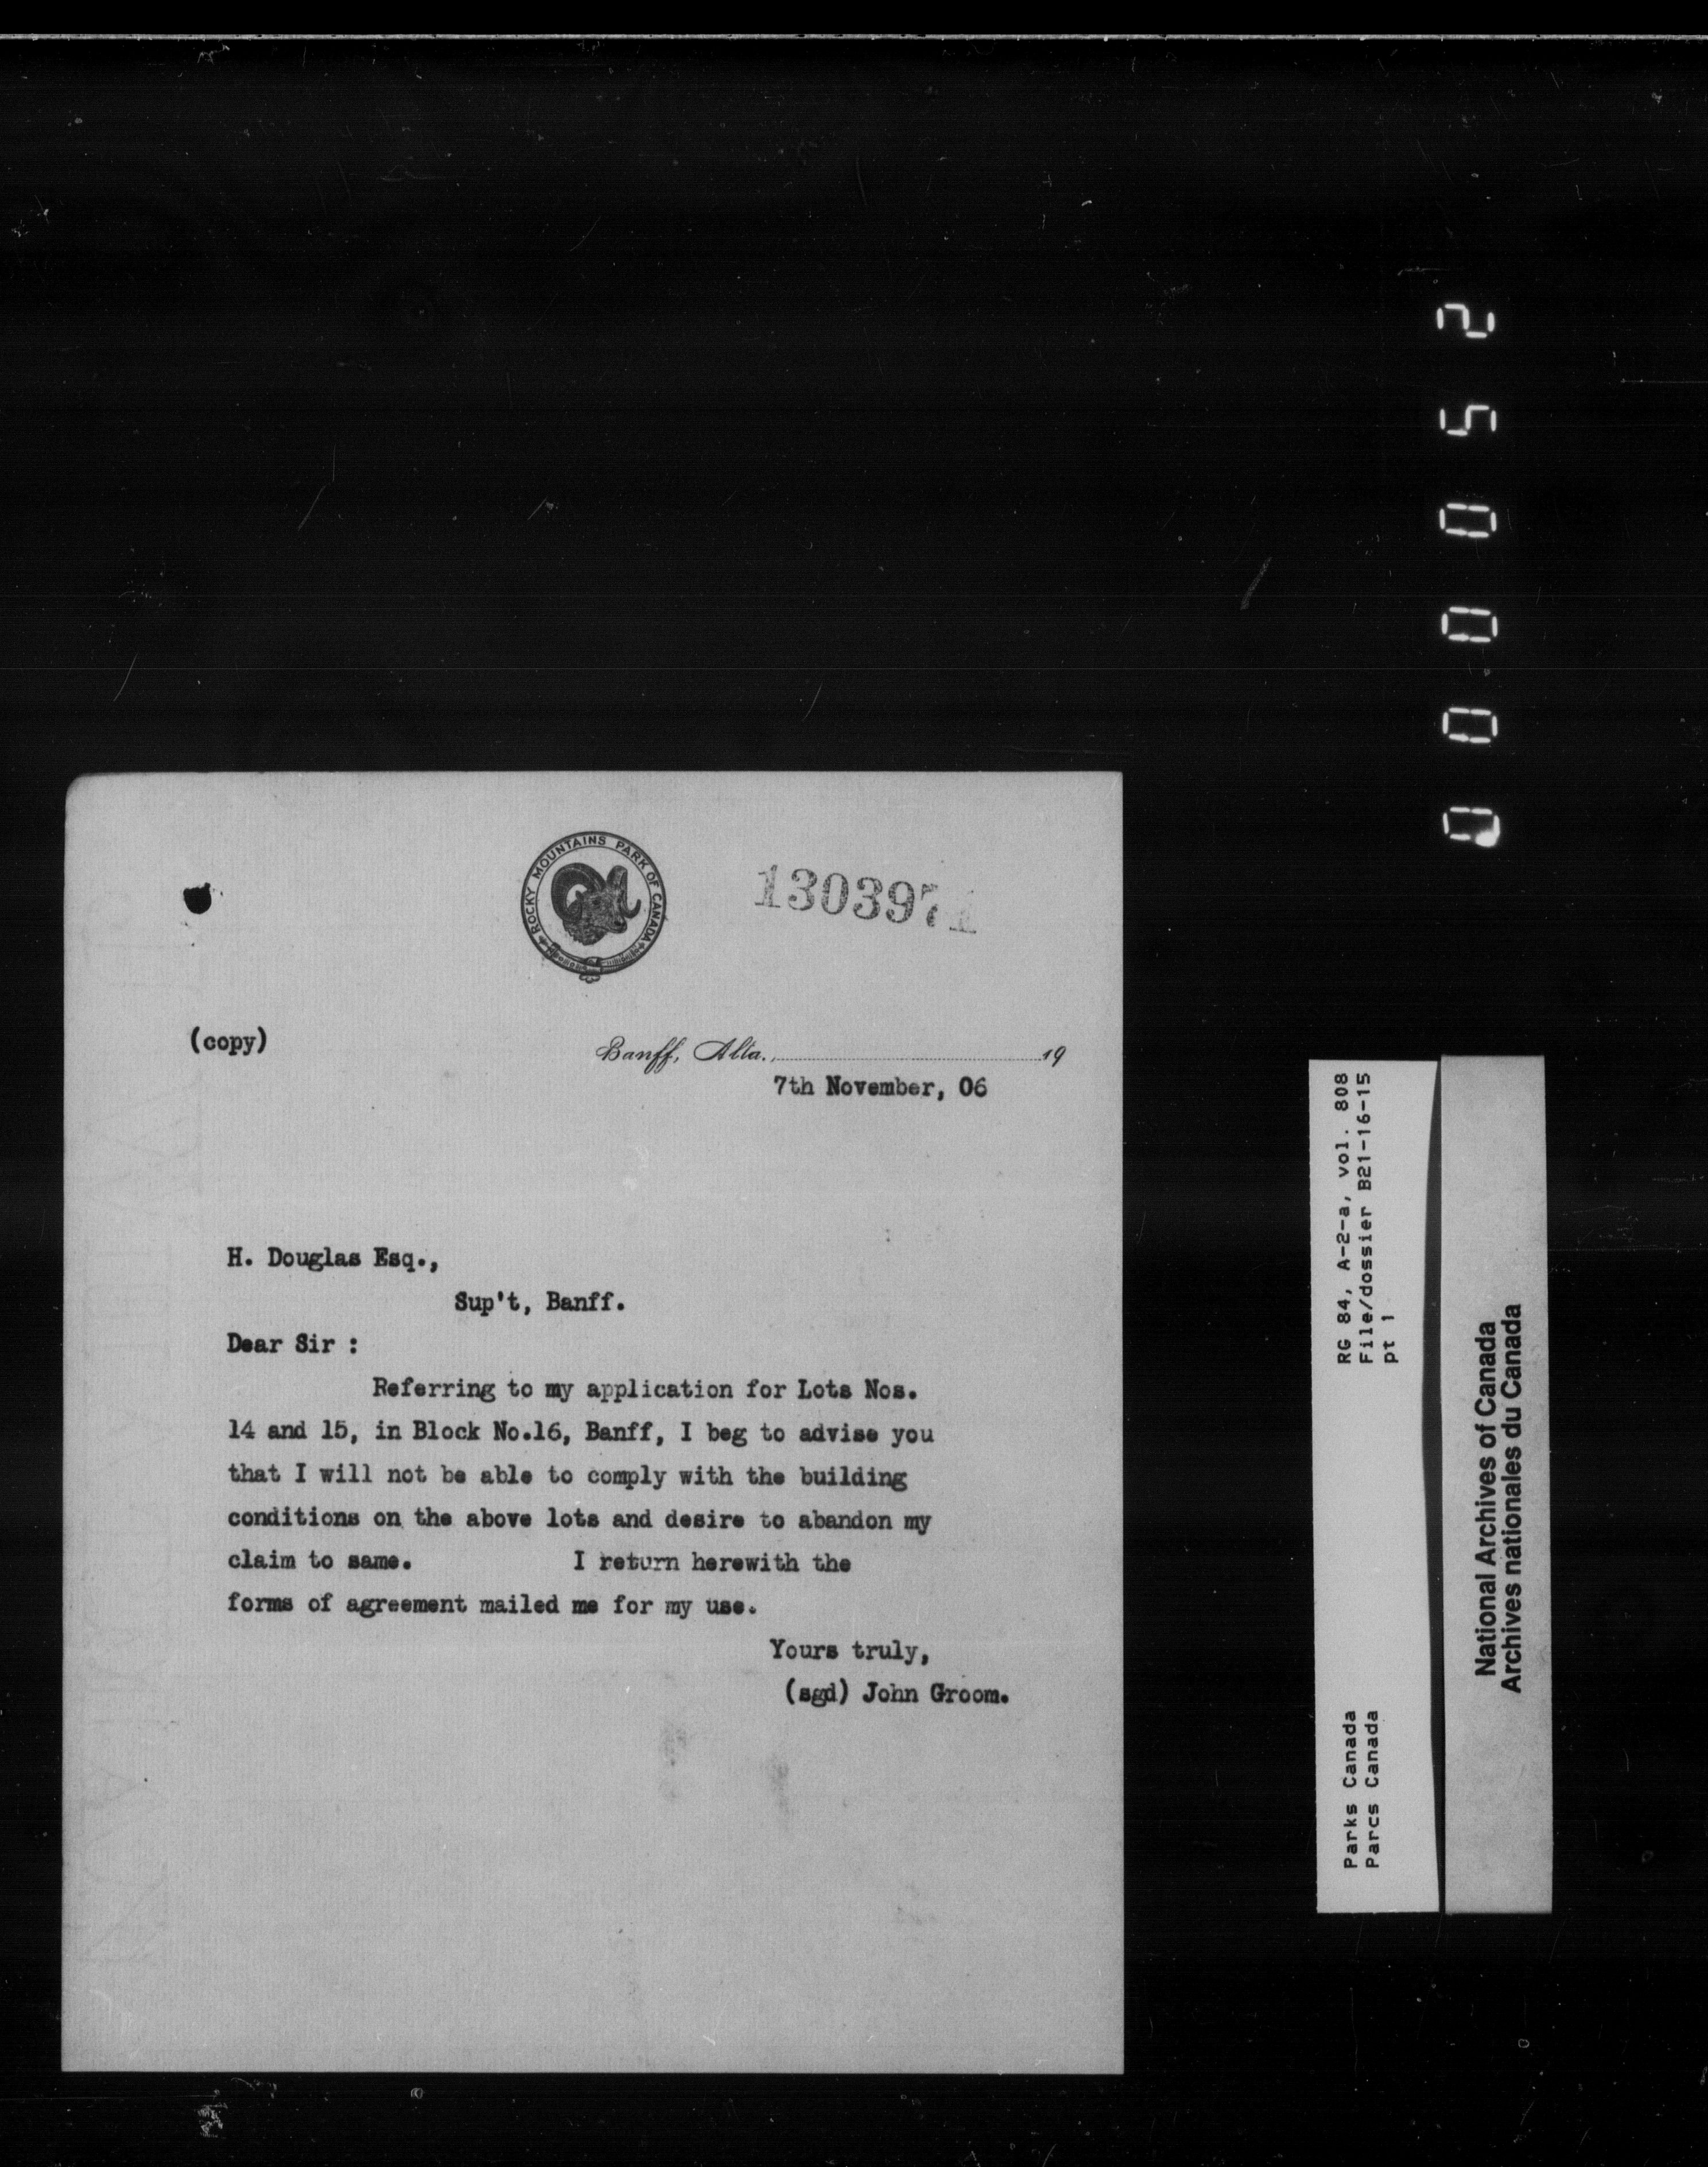 ROCKY MOUNTAINS PARK OF CANADA
1303971
(copy)
Banff, Alta. 19
7th November, 06
H. Douglas Esq.,
Sup't, Banff.
Dear Sir :
Referring to my application for Lots Nos.
14 and 15, in Block No.16, Banff, I beg to advise you
that I will not be able to comply with the building
conditions on the above lots and desire to abandon my
claim to same. I return herewith the
forms of agreement mailed me for my use.
Yours truly,
(sgd) John Groom.
000052
RG 84, A-2-a, vol. 808
File/dossier B21-16-15
pt 1
Parks Canada
Parcs Canada
National Archives of Canada
Archives nationales du Canada